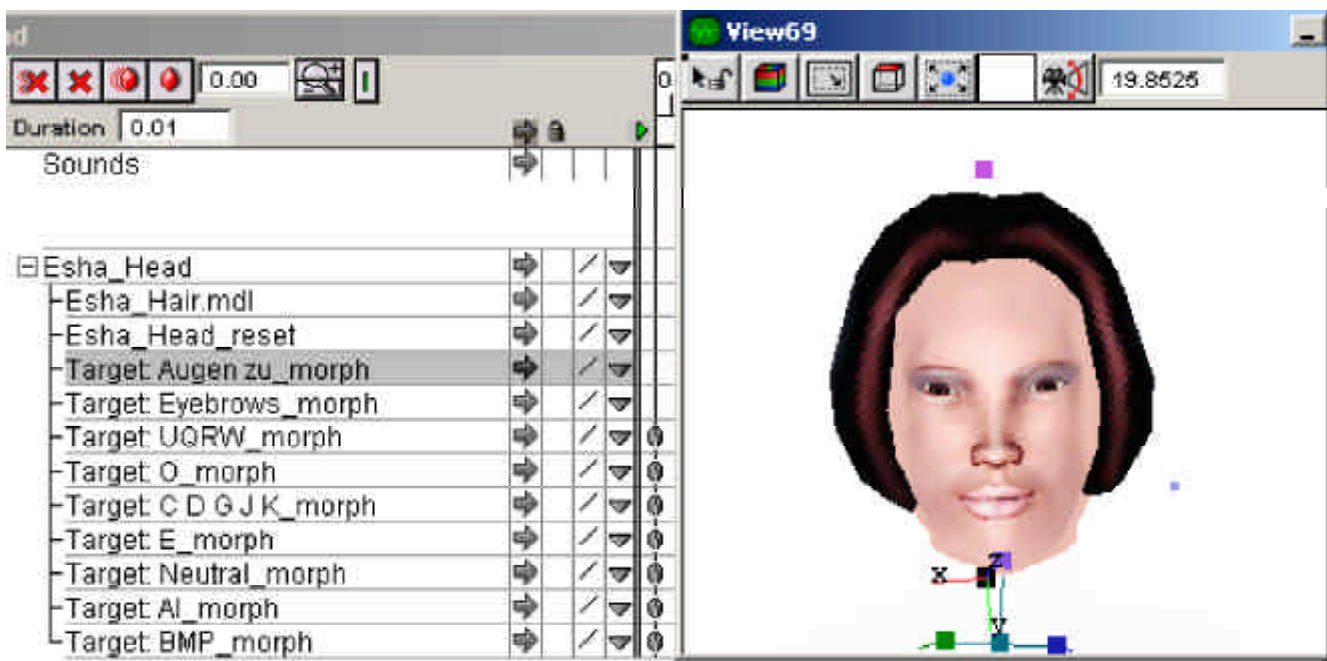 View69
0.00
19.8525
Duration 0.01
Sounds
Esha_Head
Esha_Hair.mdl
Esha_Head_reset
Target: Augen zu_morph
Target: Eyebrows_morph
Target: UQRW_morph
Target: O_morph
Target: C D G J K_morph
Target: E_morph
Target: Neutral_morph
Target: AI_morph
Target: BMP_morph
Z
X
Y